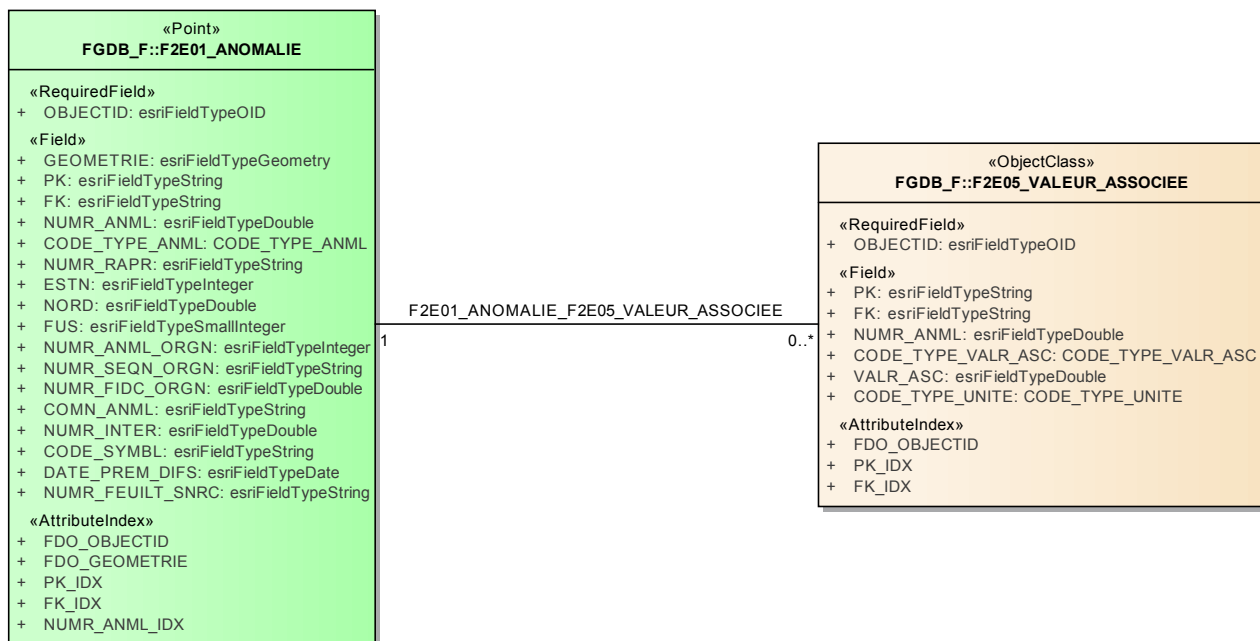 «Point»
FGDB_F::F2E01_ANOMALIE
«RequiredField»
+ OBJECTID: esriFieldTypeOID
«Field»
+ GEOMETRIE: esriFieldTypeGeometry
+ PK: esriFieldTypeString
+ FK: esriFieldTypeString
+ NUMR_ANML: esriFieldTypeDouble
+ CODE_TYPE_ANML: CODE_TYPE_ANML
+ NUMR_RAPR: esriFieldTypeString
+ ESTN: esriFieldTypeInteger
+ NORD: esriFieldTypeDouble
+ FUS: esriFieldTypeSmallInteger
+ NUMR_ANML_ORGN: esriFieldTypeInteger
+ NUMR_SEQN_ORGN: esriFieldTypeString
+ NUMR_FIDC_ORGN: esriFieldTypeDouble
+ COMN_ANML: esriFieldTypeString
+ NUMR_INTER: esriFieldTypeDouble
+ CODE_SYMBL: esriFieldTypeString
+ DATE_PREM_DIFS: esriFieldTypeDate
+ NUMR_FEUILT_SNRC: esriFieldTypeString
«AttributeIndex»
+ FDO_OBJECTID
+ FDO_GEOMETRIE
+ PK_IDX
+ FK_IDX
+ NUMR_ANML_IDX
F2E01_ANOMALIE_F2E05_VALEUR_ASSOCIEE
1
0..*
«ObjectClass»
FGDB_F::F2E05_VALEUR_ASSOCIEE
«RequiredField»
+ OBJECTID: esriFieldTypeOID
«Field»
+ PK: esriFieldTypeString
+ FK: esriFieldTypeString
+ NUMR_ANML: esriFieldTypeDouble
+ CODE_TYPE_VALR_ASC: CODE_TYPE_VALR_ASC
+ VALR_ASC: esriFieldTypeDouble
+ CODE_TYPE_UNITE: CODE_TYPE_UNITE
«AttributeIndex»
+ FDO_OBJECTID
+ PK_IDX
+ FK_IDX